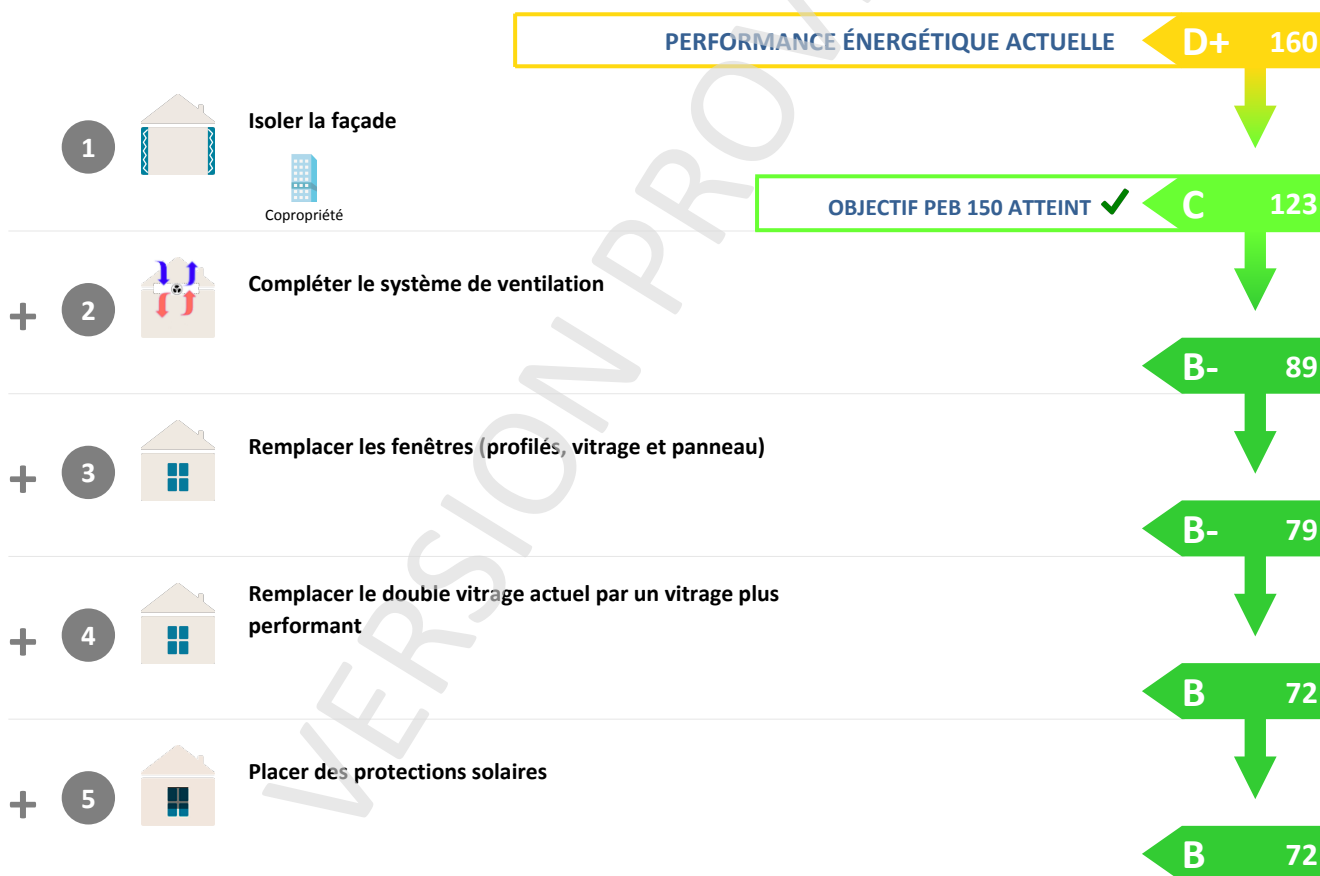 PERFORMANCE ÉNERGÉTIQUE ACTUELLE D+ 160
1 Isoler la façade
Copropriété
OBJECTIF PEB 150 ATTEINT ✔ C 123
+ 2 Compléter le système de ventilation
B- 89
+ 3 Remplacer les fenêtres (profilés, vitrage et panneau)
B- 79
+ 4 Remplacer le double vitrage actuel par un vitrage plus
performant
B 72
+ 5 Placer des protections solaires
B 72
VERSION PROV